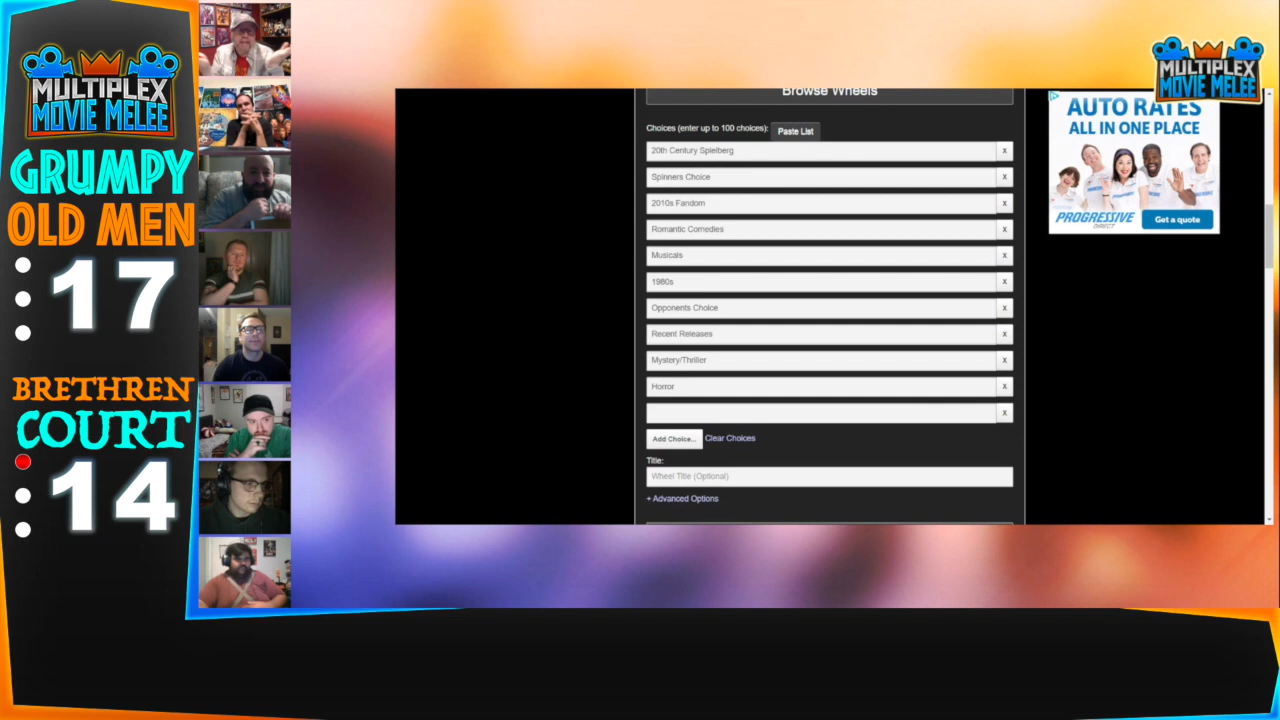 MULTIPLEX
MOVIE MELEE
GRUMPY
OLD MEN
17
BRETHREN
COURT
14
Browse Wheels
Choices (enter up to 100 choices):
Paste List
20th Century Spielberg
x
Spinners Choice
x
2010s Fandom
x
Romantic Comedies
x
Musicals
x
1980s
x
Opponents Choice
x
Recent Releases
x
Mystery/Thriller
x
Horror
x
x
Add Choice...
Clear Choices
Title:
Wheel Title (Optional)
+ Advanced Options
MULTIPLEX
MOVIE MELEE
AUTO RATES
ALL IN ONE PLACE
PROGRESSIVE
DIRECT
Get a quote